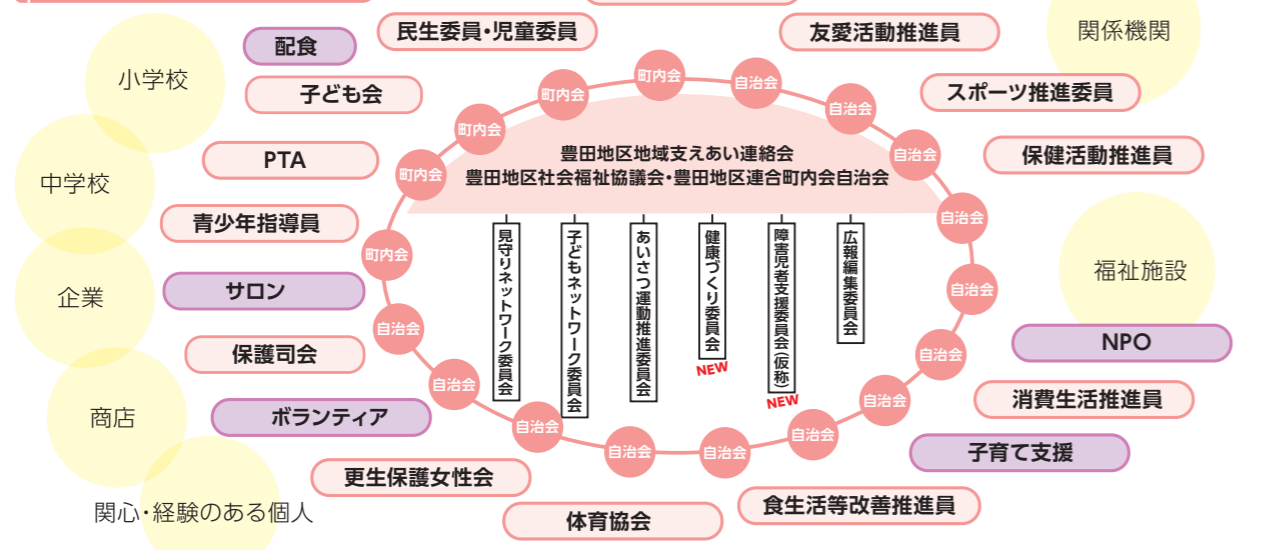 民生委員・児童委員
友愛活動推進員
関係機関
配食
小学校
子ども会
スポーツ推進委員
町内会
自治会
町内会
自治会
町内会
自治会
町内会
自治会
町内会
自治会
自治会
自治会
自治会
自治会
自治会
自治会
自治会
自治会
豊田地区地域支えあい連絡会
豊田地区社会福祉協議会・豊田地区連合町内会自治会
PTA
保健活動推進員
中学校
青少年指導員
見守りネットワーク委員会
子どもネットワーク委員会
あいさつ運動推進委員会
健康づくり委員会
NEW
障害児者支援委員会(仮称)
NEW
広報編集委員会
福祉施設
企業
サロン
NPO
保護司会
消費生活推進員
商店
ボランティア
子育て支援
更生保護女性会
食生活等改善推進員
関心・経験のある個人
体育協会